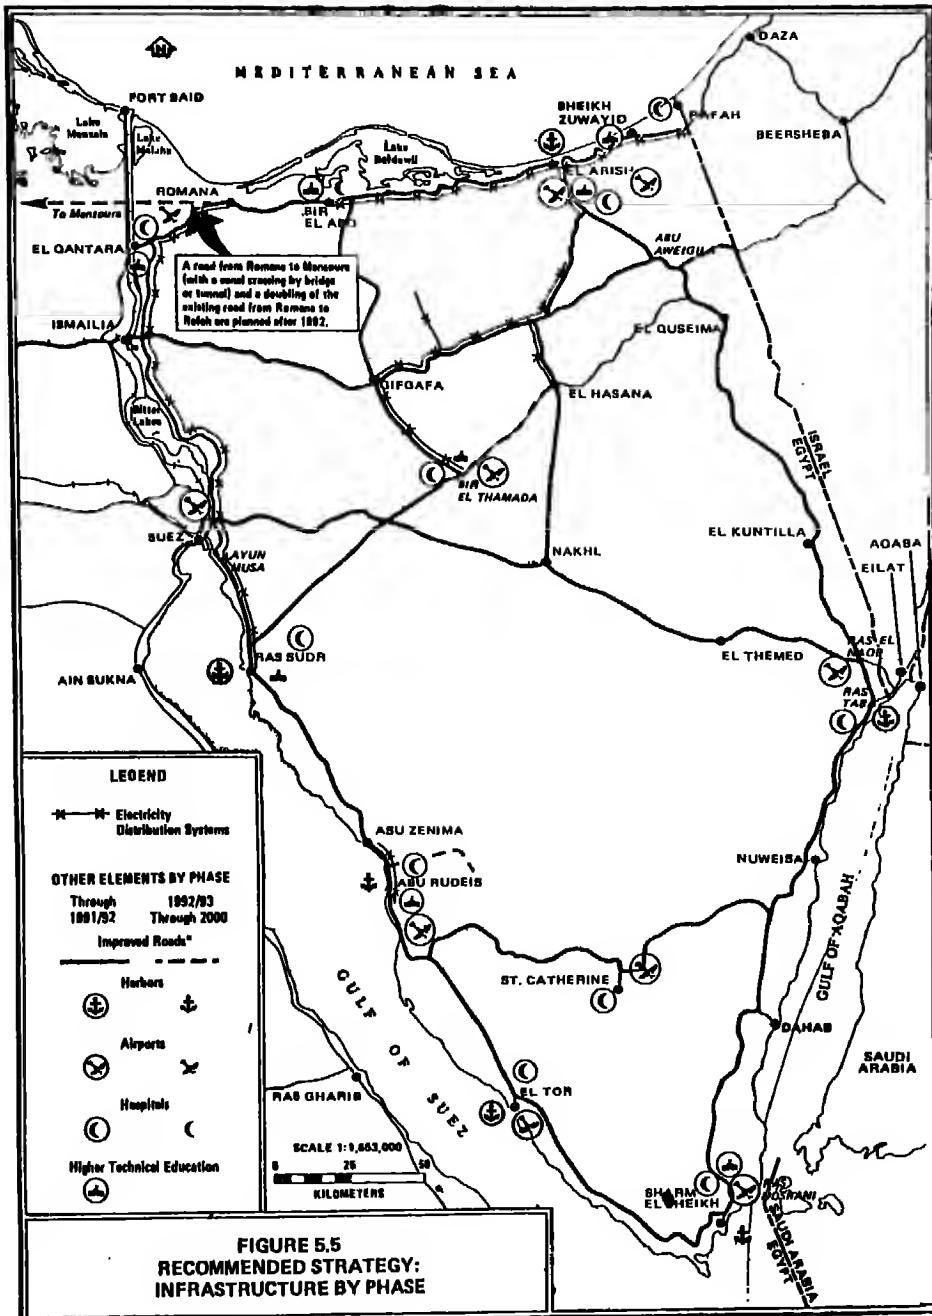 MEDITERRANEAN SEA
DAZA
PORT SAID
Lake
Manzala
Lake
Malaha
SHEIKH
ZUWAYID
RAFAH
BEERSHEBA
Lake
Bardawil
EL ARISH
ROMANA
To Mansoura
BIR
EL ABD
EL QANTARA
ABU
AWEIGILA
A road from Romana to Mansoura
(with a canal crossing by bridge
or tunnel) and a doubling of the
existing road from Romana to
Rafah are planned after 1992.
ISMAILIA
EL QUSEIMA
GIFGAFA
EL HASANA
Bitter
Lakes
ISRAEL
EGYPT
BIR
EL THAMADA
SUEZ
AYUN
MUSA
NAKHL
EL KUNTILLA
AQABA
EILAT
RAS SUDR
EL THEMED
RAS EL
NAQB
AIN SUKNA
RAS
TABA
LEGEND
Electricity
Distribution Systems
OTHER ELEMENTS BY PHASE
Through 1992/93
1991/92 Through 2000
Improved Roads*
Harbors
Airports
Hospitals
Higher Technical Education
ABU ZENIMA
ABU RUDEIS
NUWEIBA
GULF OF AQABAH
ST. CATHERINE
GULF OF SUEZ
DAHAB
SAUDI
ARABIA
RAS GHARIB
EL TOR
SCALE 1:1,653,000
0 25 50
KILOMETERS
SHARM
EL SHEIKH
RAS
NOSRANI
SAUDI ARABIA
EGYPT
FIGURE 5.5
RECOMMENDED STRATEGY:
INFRASTRUCTURE BY PHASE